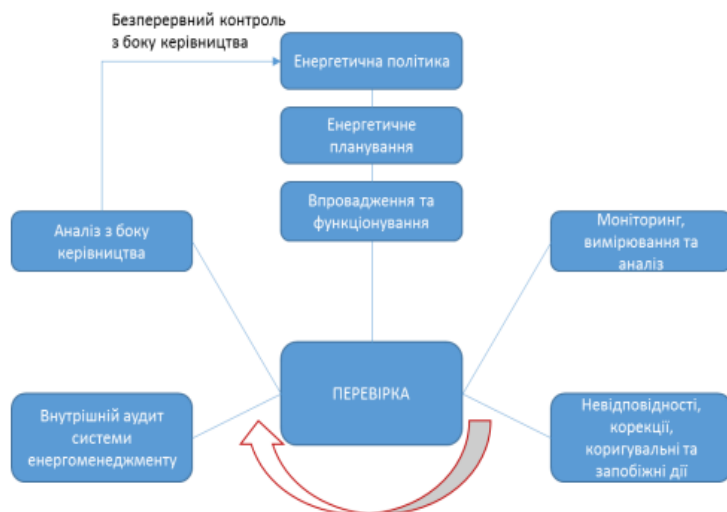 Безперервний контроль
з боку керівництва
Енергетична політика
Енергетичне
планування
Впровадження та
функціонування
Аналіз з боку
керівництва
Моніторинг,
вимірювання та
аналіз
ПЕРЕВІРКА
Внутрішній аудит
системи
енергоменеджменту
Невідповідності,
корекції,
коригувальні та
запобіжні дії